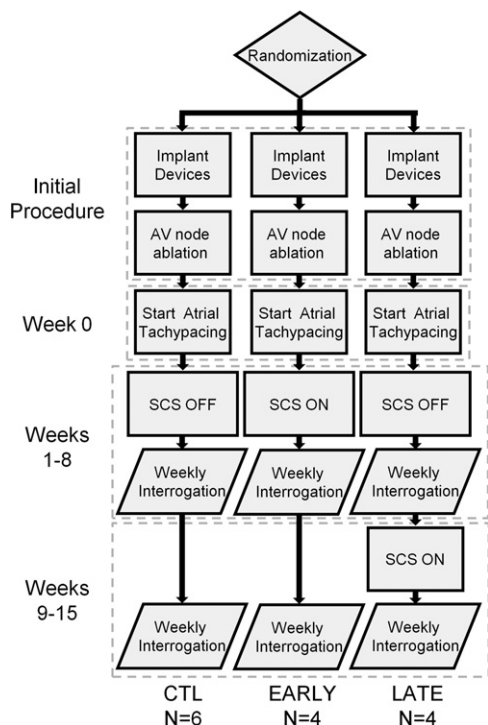 Randomization
Initial
Procedure
Implant
Devices
Implant
Devices
Implant
Devices
AV node
ablation
AV node
ablation
AV node
ablation
Week 0
Start Atrial
Tachypacing
Start Atrial
Tachypacing
Start Atrial
Tachypacing
Weeks
1-8
SCS OFF
SCS ON
SCS OFF
Weekly
Interrogation
Weekly
Interrogation
Weekly
Interrogation
Weeks
9-15
SCS ON
Weekly
Interrogation
Weekly
Interrogation
Weekly
Interrogation
CTL
N=6
EARLY
N=4
LATE
N=4